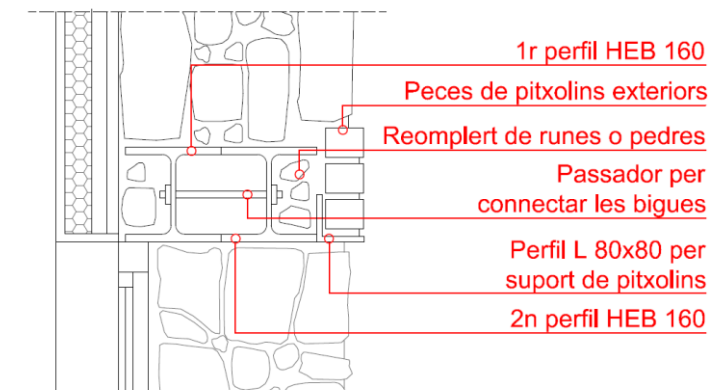 1r perfil HEB 160
Peces de pitxolins exteriors
Reomplert de runes o pedres
Passador per
connectar les bigues
Perfil L 80x80 per
suport de pitxolins
2n perfil HEB 160